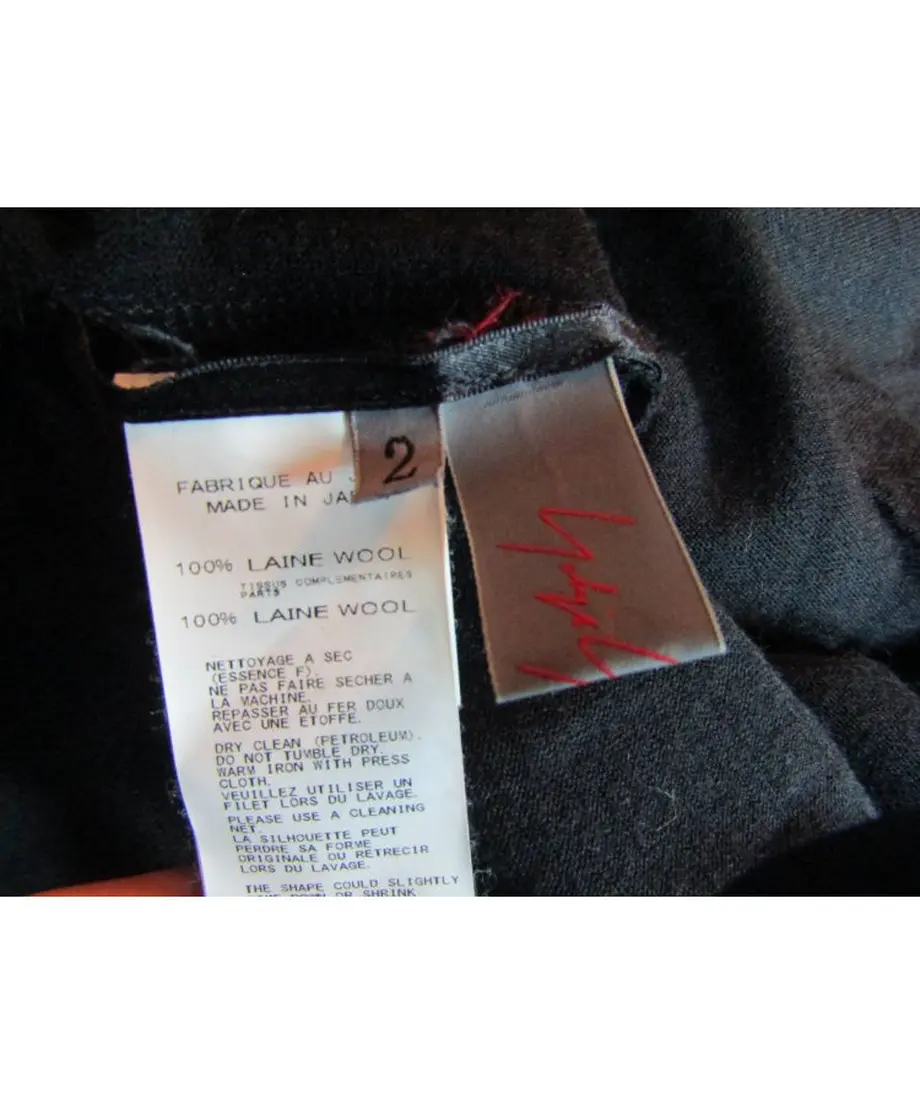 2
FABRIQUE AU
MADE IN
100% LAINE WOOL
TISSUS COMPLEMENTAIRES
PARTS
100% LAINE WOOL
NETTOYAGE A SEC
(ESSENCE F).
NE PAS FAIRE SECHER A
LA MACHINE.
REPASSER AU FER DOUX
AVEC UNE ETOFFE.
DRY CLEAN (PETROLEUM).
DO NOT TUMBLE DRY.
WARM IRON WITH PRESS
CLOTH.
VEUILLEZ UTILISER UN
FILET LORS DU LAVAGE.
PLEASE USE A CLEANING
NET.
LA SILHOUETTE PEUT
PERDRE SA FORME
ORIGINALE OU RETRECIR
LORS DU LAVAGE.
THE SHAPE COULD SLIGHTLY
OR SHRINK